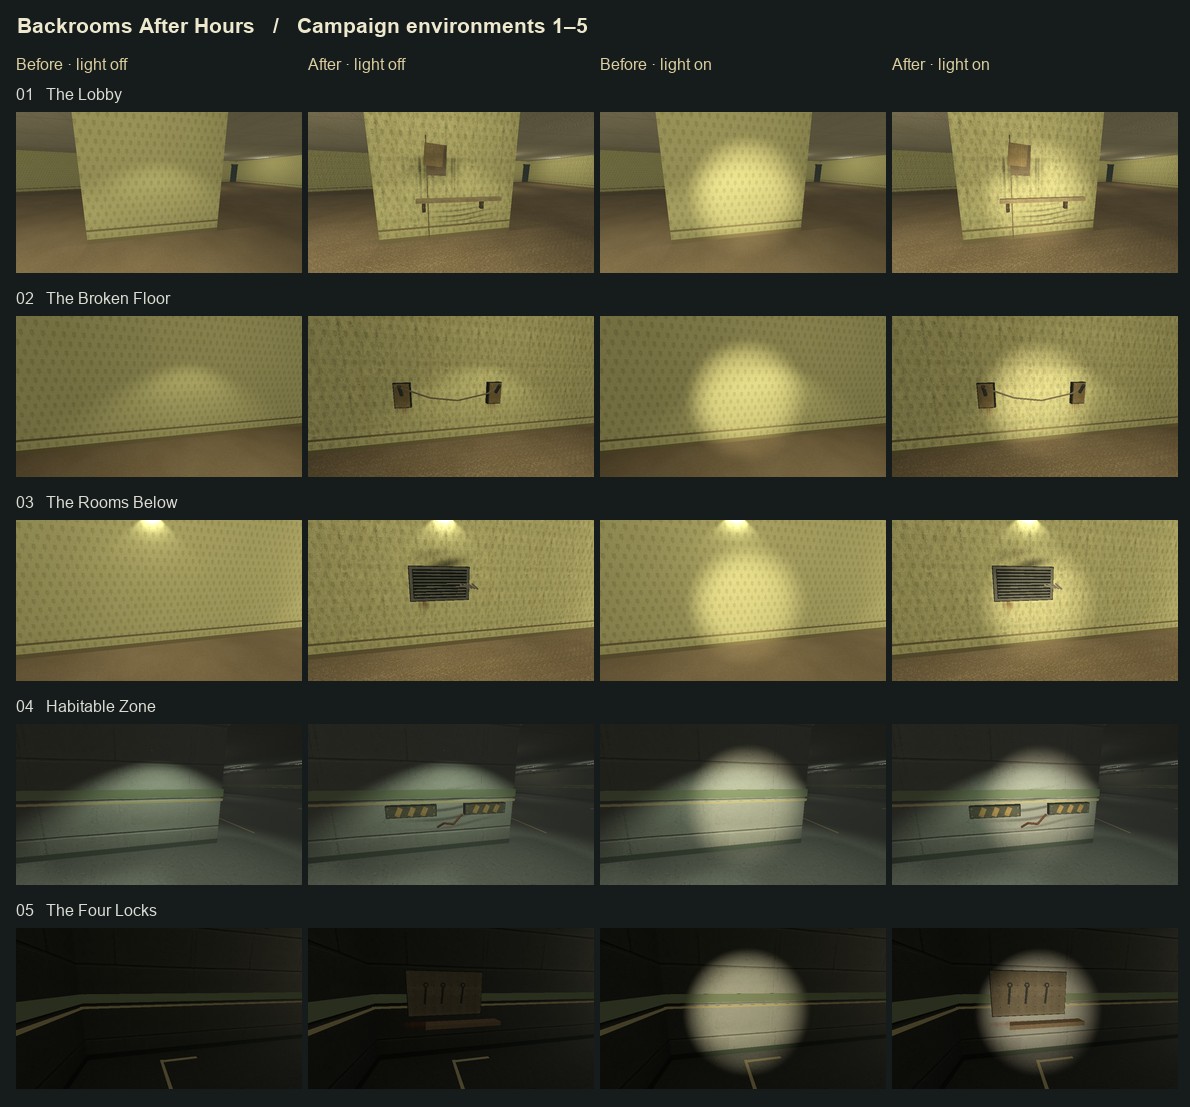 Backrooms After Hours / Campaign environments 1–5
Before · light off After · light off Before · light on After · light on
01 The Lobby
02 The Broken Floor
03 The Rooms Below
04 Habitable Zone
05 The Four Locks